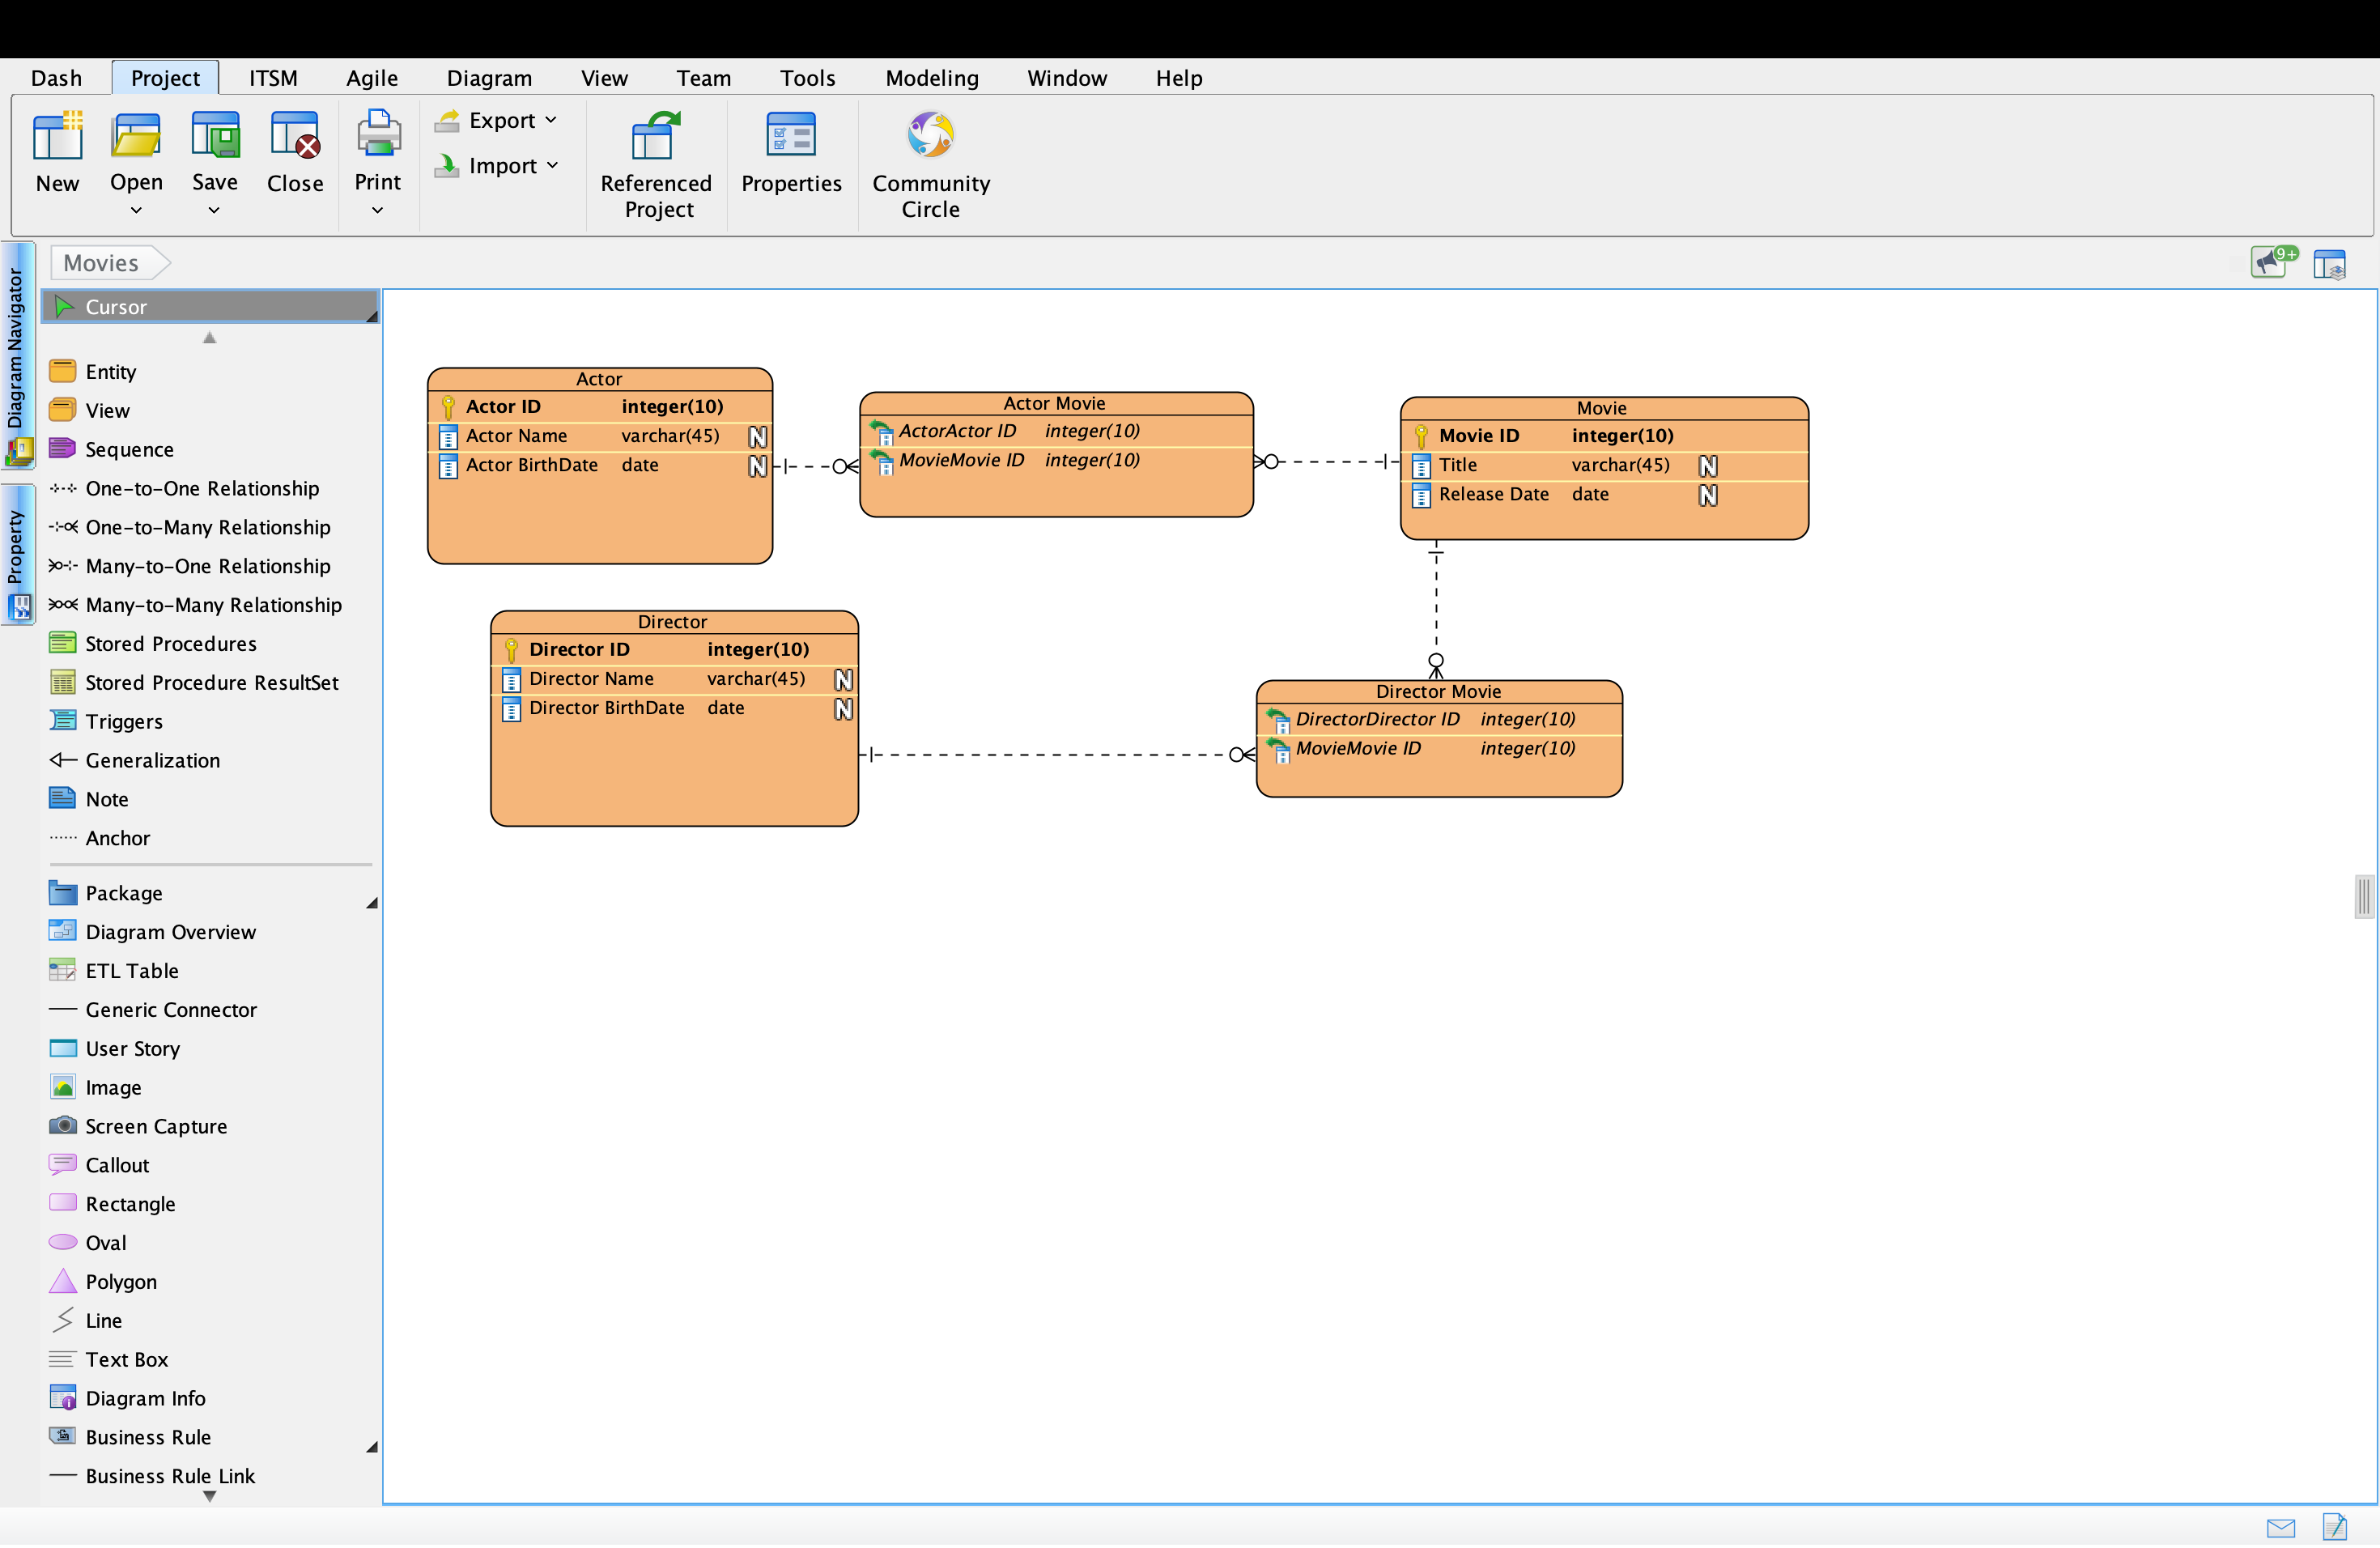 Dash Project ITSM Agile Diagram View Team Tools Modeling Window Help
New Open Save Close Print Export Import Referenced Project Properties Community Circle
Movies
9+
Diagram Navigator
Property
Cursor
Entity
View
Sequence
One-to-One Relationship
One-to-Many Relationship
Many-to-One Relationship
Many-to-Many Relationship
Stored Procedures
Stored Procedure ResultSet
Triggers
Generalization
Note
Anchor
Package
Diagram Overview
ETL Table
Generic Connector
User Story
Image
Screen Capture
Callout
Rectangle
Oval
Polygon
Line
Text Box
Diagram Info
Business Rule
Business Rule Link
Actor
Actor ID integer(10)
Actor Name varchar(45) N
Actor BirthDate date N
Actor Movie
ActorActor ID integer(10)
MovieMovie ID integer(10)
Movie
Movie ID integer(10)
Title varchar(45) N
Release Date date N
Director
Director ID integer(10)
Director Name varchar(45) N
Director BirthDate date N
Director Movie
DirectorDirector ID integer(10)
MovieMovie ID integer(10)